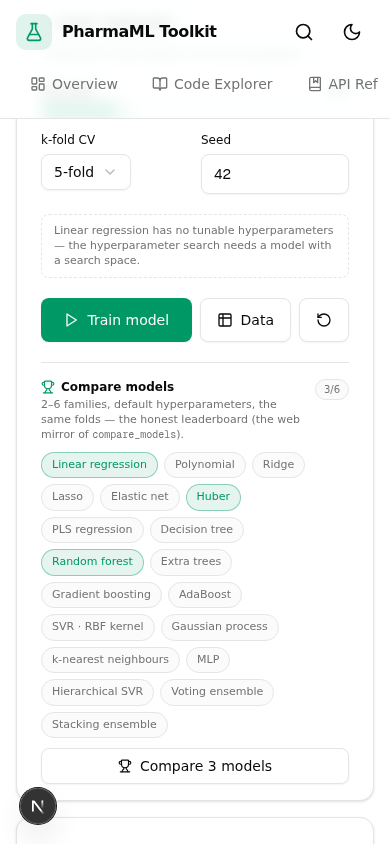 PharmaML Toolkit
Overview
Code Explorer
API Ref
k-fold CV
Seed
5-fold
42
Linear regression has no tunable hyperparameters
— the hyperparameter search needs a model with
a search space.
Train model
Data
Compare models
3/6
2–6 families, default hyperparameters, the
same folds — the honest leaderboard (the web
mirror of compare_models).
Linear regression
Polynomial
Ridge
Lasso
Elastic net
Huber
PLS regression
Decision tree
Random forest
Extra trees
Gradient boosting
AdaBoost
SVR · RBF kernel
Gaussian process
k-nearest neighbours
MLP
Hierarchical SVR
Voting ensemble
Stacking ensemble
Compare 3 models
N